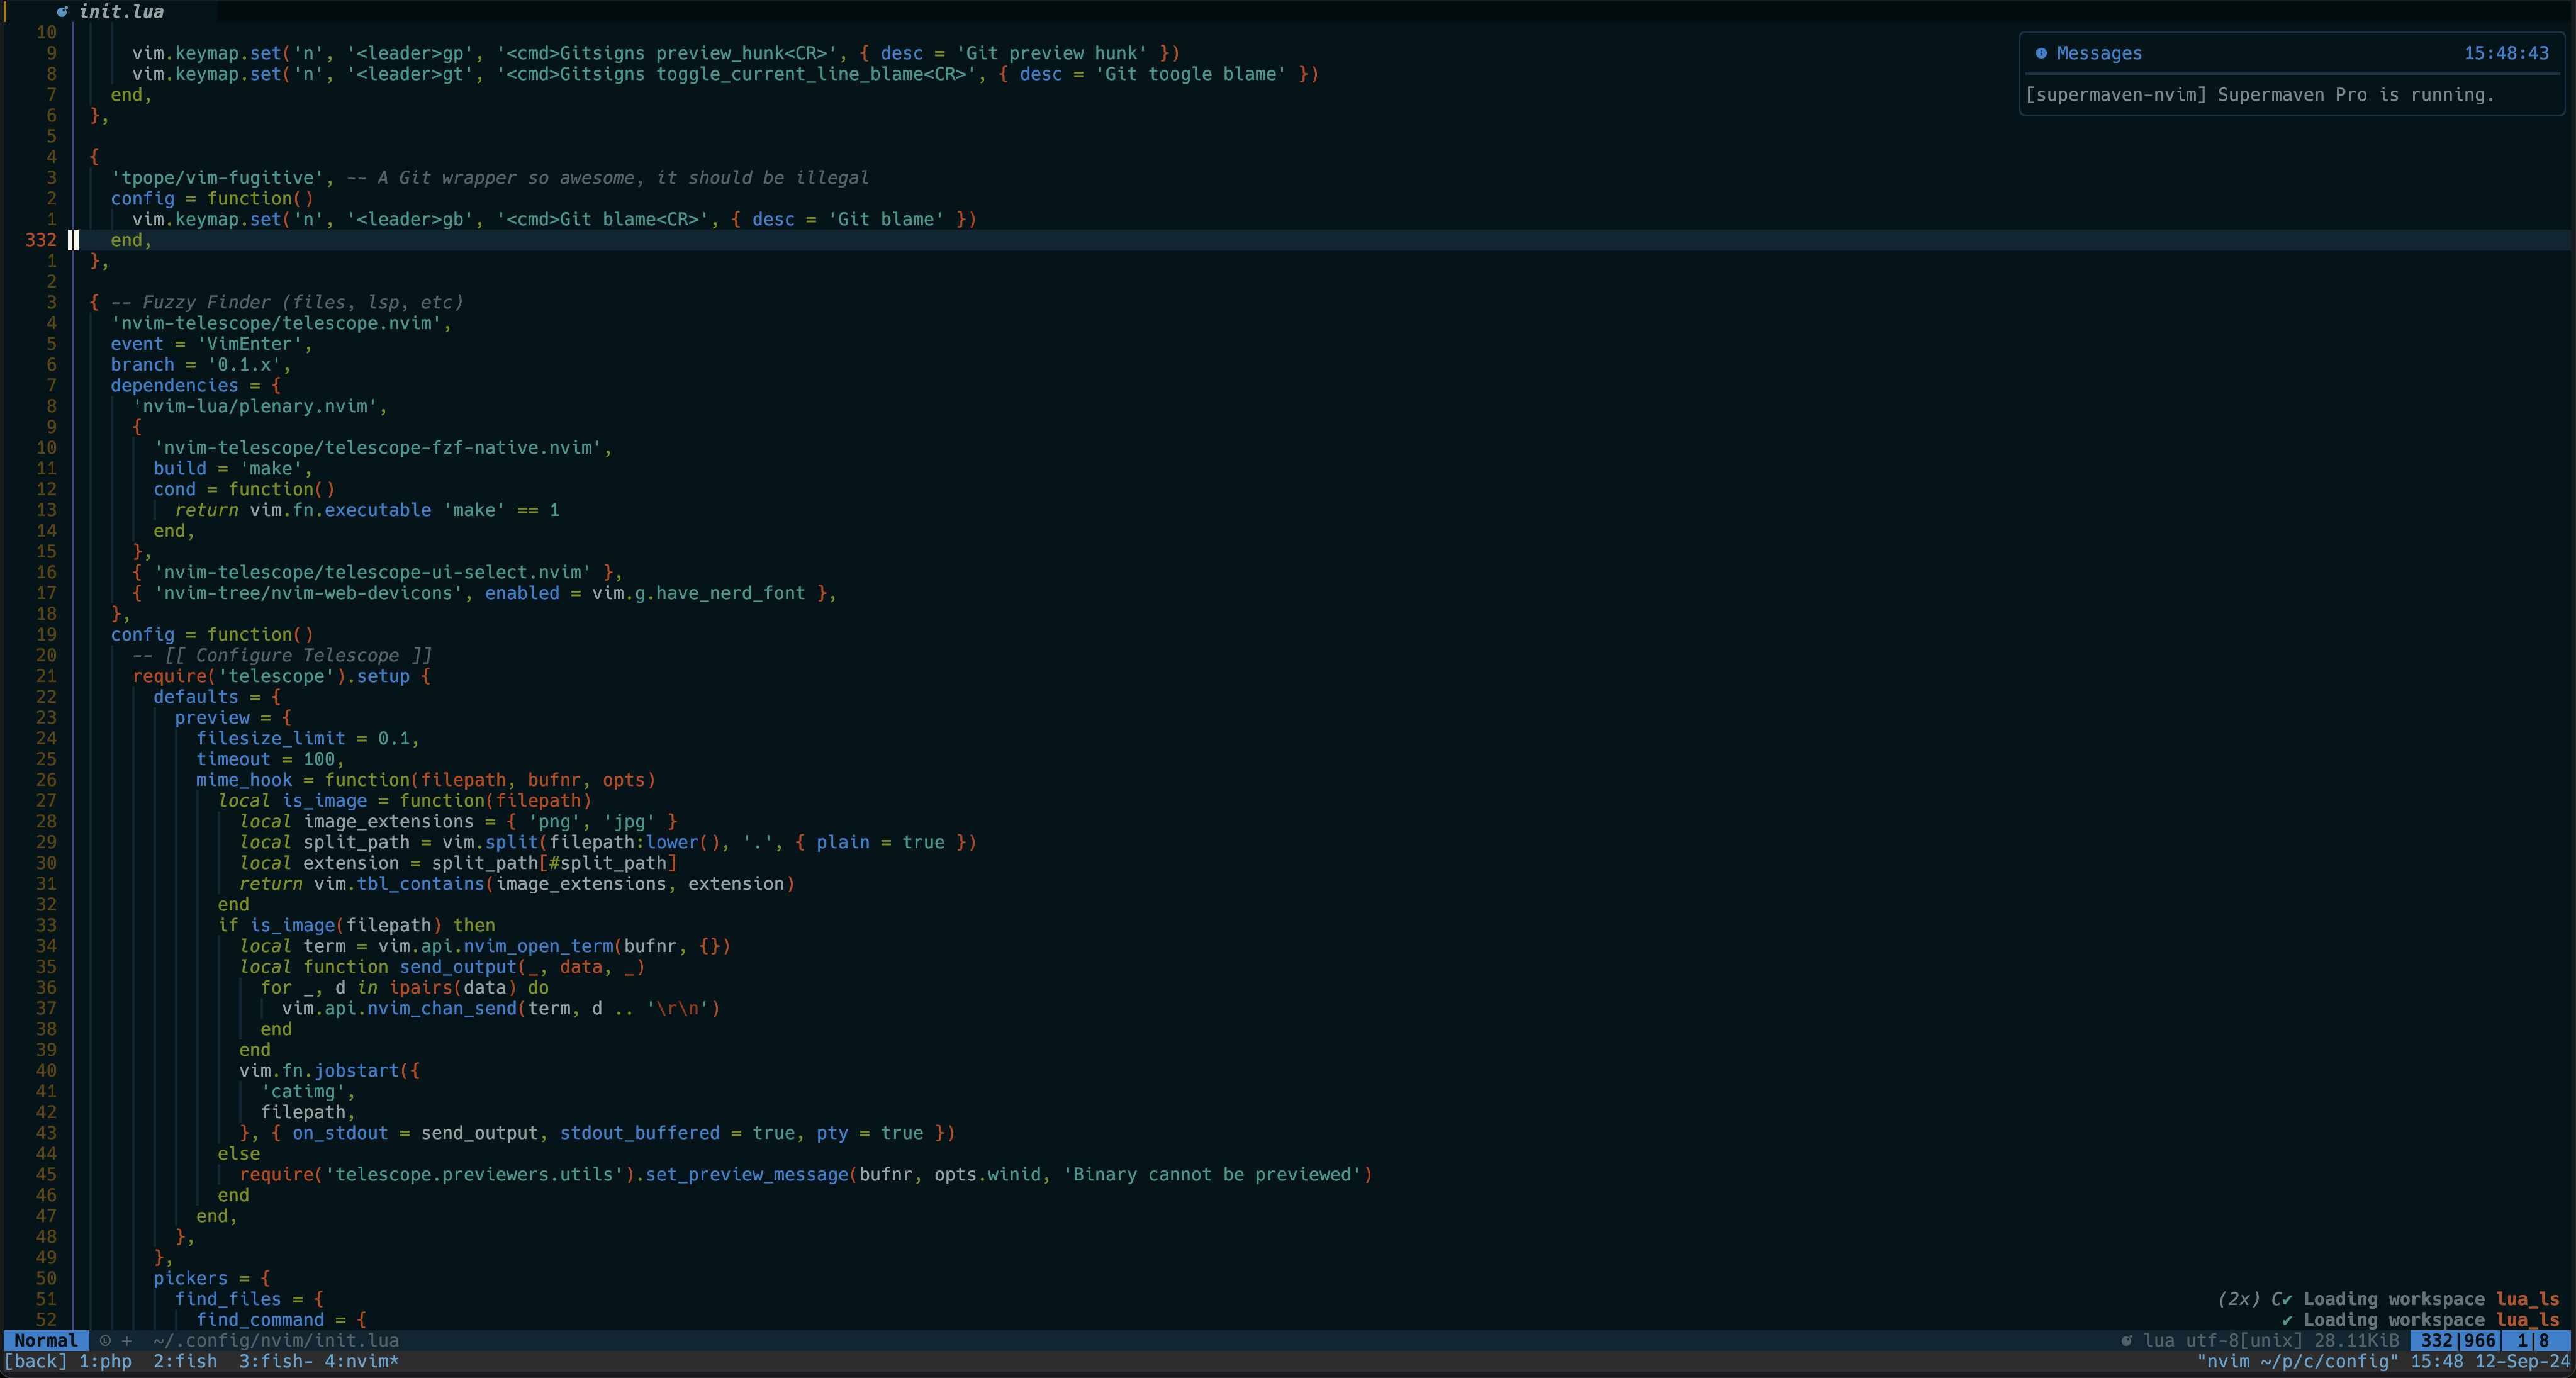 init.lua
10
9 vim.keymap.set('n', '<leader>gp', '<cmd>Gitsigns preview_hunk<CR>', { desc = 'Git preview hunk' })
8 vim.keymap.set('n', '<leader>gt', '<cmd>Gitsigns toggle_current_line_blame<CR>', { desc = 'Git toogle blame' })
7 end,
6 },
5
4 {
3 'tpope/vim-fugitive', -- A Git wrapper so awesome, it should be illegal
2 config = function()
1 vim.keymap.set('n', '<leader>gb', '<cmd>Git blame<CR>', { desc = 'Git blame' })
332 end,
1 },
2
3 { -- Fuzzy Finder (files, lsp, etc)
4 'nvim-telescope/telescope.nvim',
5 event = 'VimEnter',
6 branch = '0.1.x',
7 dependencies = {
8 'nvim-lua/plenary.nvim',
9 {
10 'nvim-telescope/telescope-fzf-native.nvim',
11 build = 'make',
12 cond = function()
13 return vim.fn.executable 'make' == 1
14 end,
15 },
16 { 'nvim-telescope/telescope-ui-select.nvim' },
17 { 'nvim-tree/nvim-web-devicons', enabled = vim.g.have_nerd_font },
18 },
19 config = function()
20 -- [[ Configure Telescope ]]
21 require('telescope').setup {
22 defaults = {
23 preview = {
24 filesize_limit = 0.1,
25 timeout = 100,
26 mime_hook = function(filepath, bufnr, opts)
27 local is_image = function(filepath)
28 local image_extensions = { 'png', 'jpg' }
29 local split_path = vim.split(filepath:lower(), '.', { plain = true })
30 local extension = split_path[#split_path]
31 return vim.tbl_contains(image_extensions, extension)
32 end
33 if is_image(filepath) then
34 local term = vim.api.nvim_open_term(bufnr, {})
35 local function send_output(_, data, _)
36 for _, d in ipairs(data) do
37 vim.api.nvim_chan_send(term, d .. '\r\n')
38 end
39 end
40 vim.fn.jobstart({
41 'catimg',
42 filepath,
43 }, { on_stdout = send_output, stdout_buffered = true, pty = true })
44 else
45 require('telescope.previewers.utils').set_preview_message(bufnr, opts.winid, 'Binary cannot be previewed')
46 end
47 end,
48 },
49 },
50 pickers = {
51 find_files = {
52 find_command = {
Messages 15:48:43
[supermaven-nvim] Supermaven Pro is running.
(2x) C✔ Loading workspace lua_ls
✔ Loading workspace lua_ls
Normal + ~/.config/nvim/init.lua lua utf-8[unix] 28.11KiB 332|966 1|8
[back] 1:php 2:fish 3:fish- 4:nvim* "nvim ~/p/c/config" 15:48 12-Sep-24